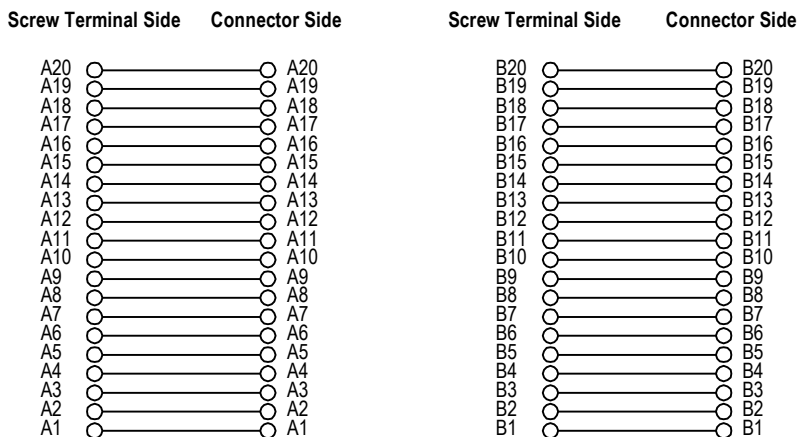 Screw Terminal Side Connector Side Screw Terminal Side Connector Side
A20 A20 B20 B20
A19 A19 B19 B19
A18 A18 B18 B18
A17 A17 B17 B17
A16 A16 B16 B16
A15 A15 B15 B15
A14 A14 B14 B14
A13 A13 B13 B13
A12 A12 B12 B12
A11 A11 B11 B11
A10 A10 B10 B10
A9 A9 B9 B9
A8 A8 B8 B8
A7 A7 B7 B7
A6 A6 B6 B6
A5 A5 B5 B5
A4 A4 B4 B4
A3 A3 B3 B3
A2 A2 B2 B2
A1 A1 B1 B1